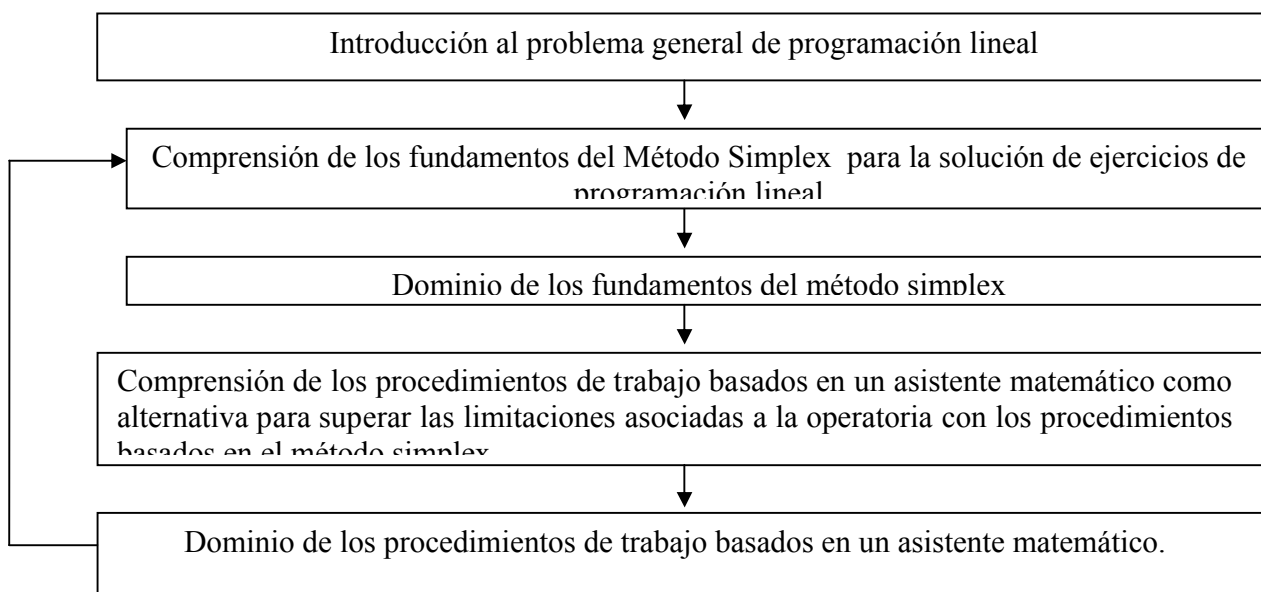 Introducción al problema general de programación lineal
Comprensión de los fundamentos del Método Simplex para la solución de ejercicios de
programación lineal
Dominio de los fundamentos del método simplex
Comprensión de los procedimientos de trabajo basados en un asistente matemático como
alternativa para superar las limitaciones asociadas a la operatoria con los procedimientos
basados en el método simplex
Dominio de los procedimientos de trabajo basados en un asistente matemático.